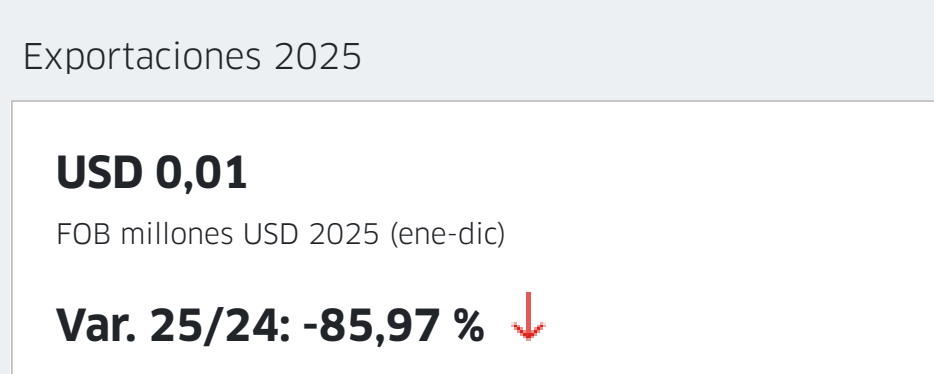 Exportaciones 2025
USD 0,01
FOB millones USD 2025 (ene-dic)
Var. 25/24: -85,97 %